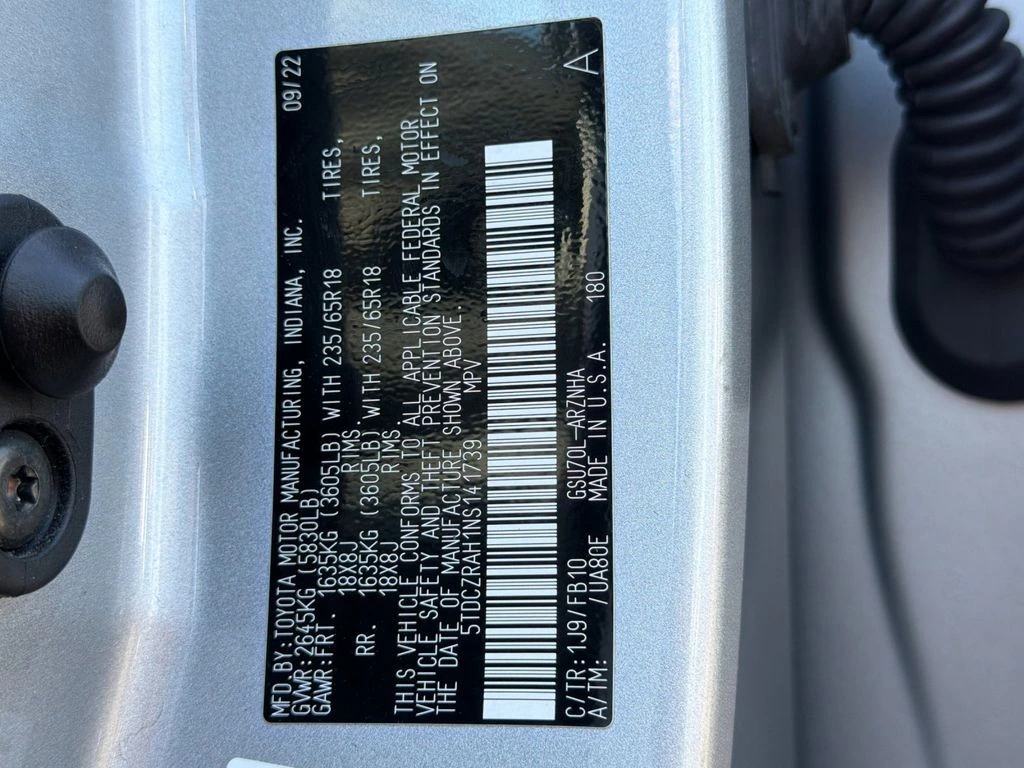 MFD.BY:TOYOTA MOTOR MANUFACTURING, INDIANA, INC. 09/22
GVWR:2645KG (5830LB)
GAWR:FRT. 1635KG (3605LB) WITH 235/65R18 TIRES,
18X8J RIMS.
RR. 1635KG (3605LB) WITH 235/65R18 TIRES,
18X8J RIMS.
THIS VEHICLE CONFORMS TO ALL APPLICABLE FEDERAL MOTOR
VEHICLE SAFETY AND THEFT PREVENTION STANDARDS IN EFFECT ON
THE DATE OF MANUFACTURE SHOWN ABOVE.
5TDCZRAH1NS141739 MPV
C/TR:1J9/FB10 GSU70L-ARZNHA A
A/TM: /UA80E MADE IN U.S.A. 180